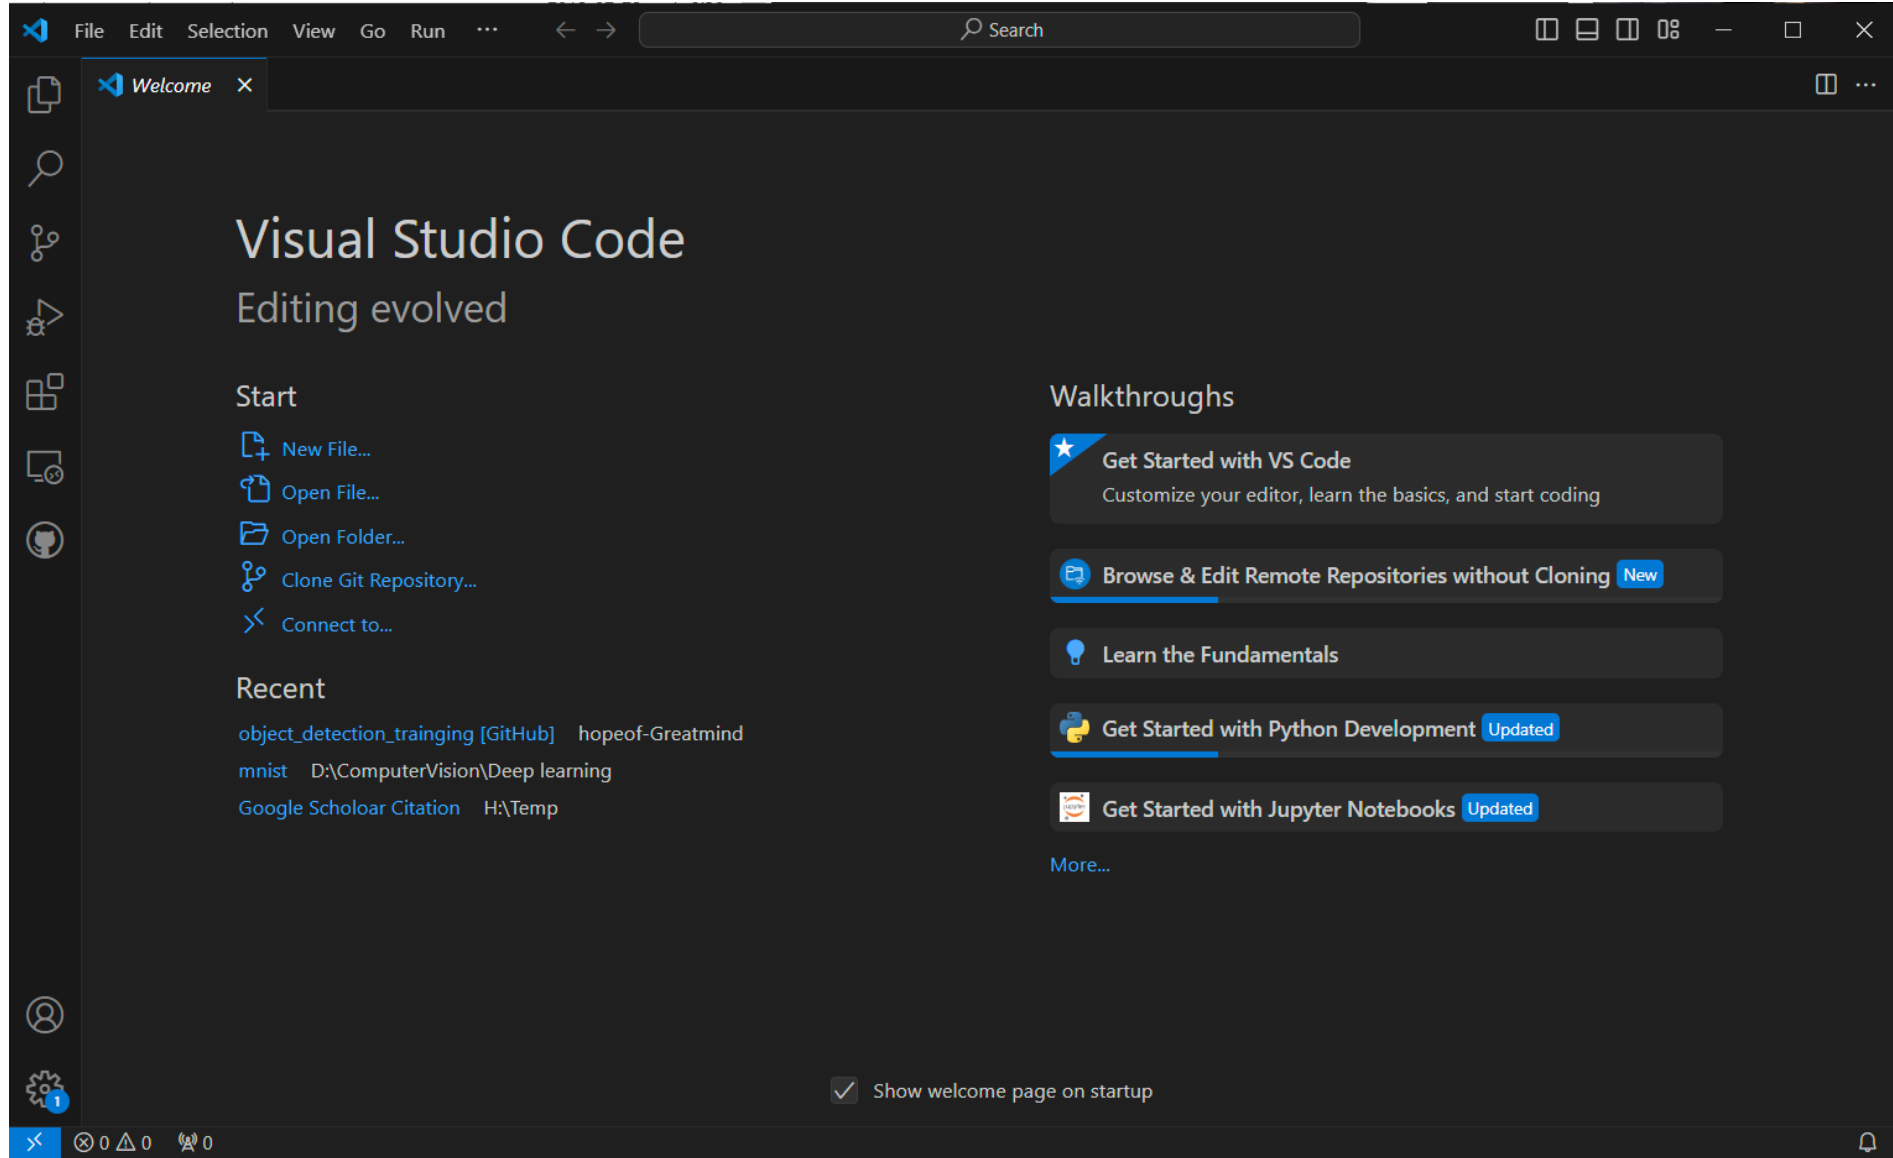 File Edit Selection View Go Run ··· Search
Welcome
Visual Studio Code
Editing evolved
Start
New File...
Open File...
Open Folder...
Clone Git Repository...
Connect to...
Recent
object_detection_trainging [GitHub] hopeof-Greatmind
mnist D:\ComputerVision\Deep learning
Google Scholoar Citation H:\Temp
Walkthroughs
Get Started with VS Code
Customize your editor, learn the basics, and start coding
Browse & Edit Remote Repositories without Cloning New
Learn the Fundamentals
Get Started with Python Development Updated
Get Started with Jupyter Notebooks Updated
More...
1
Show welcome page on startup
0 0 0